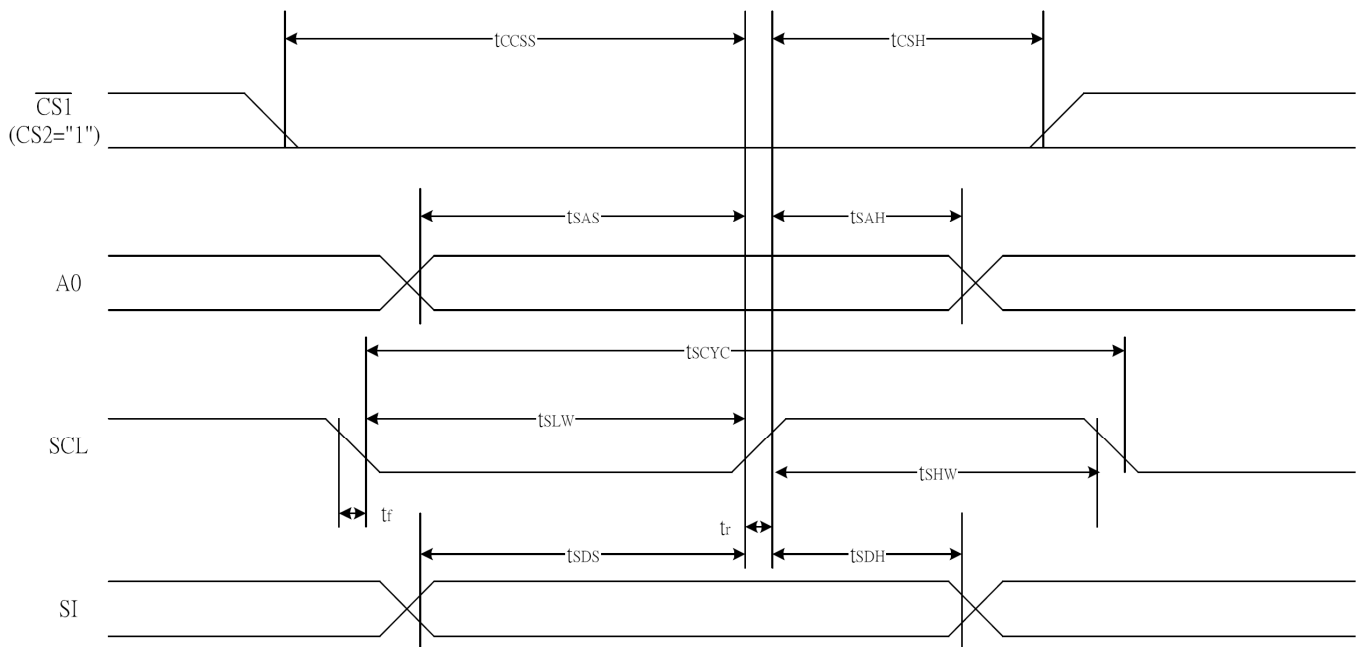 tCCSS
tCSH
CS1
(CS2="1")
tSAS
tSAH
A0
tSCYC
tSLW
SCL
tSHW
tf
tr
tSDS
tSDH
SI